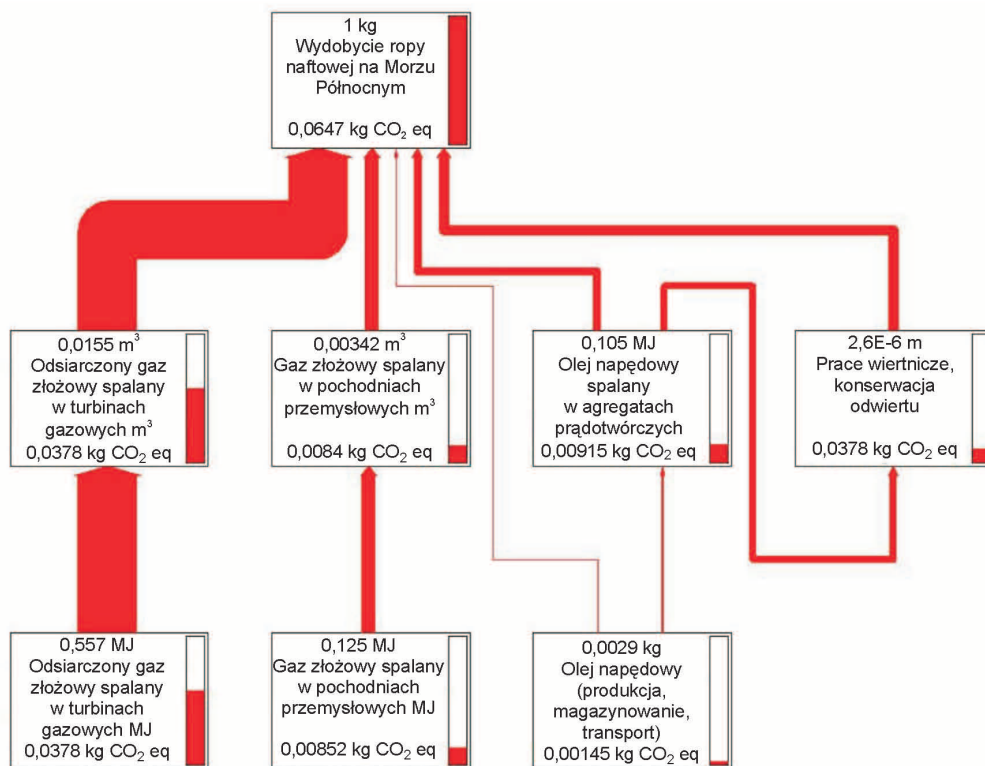 1 kg
Wydobycie ropy
naftowej na Morzu
Północnym
0,0647 kg CO₂ eq
0,0155 m³
Odsiarczony gaz
złożowy spalany
w turbinach
gazowych m³
0,0378 kg CO₂ eq
0,00342 m³
Gaz złożowy spalany
w pochodniach
przemysłowych m³
0,0084 kg CO₂ eq
0,105 MJ
Olej napędowy
spalany
w agregatach
prądotwórczych
0,00915 kg CO₂ eq
2,6E-6 m
Prace wiertnicze,
konserwacja
odwiertu
0,0378 kg CO₂ eq
0,557 MJ
Odsiarczony gaz
złożowy spalany
w turbinach
gazowych MJ
0,0378 kg CO₂ eq
0,125 MJ
Gaz złożowy spalany
w pochodniach
przemysłowych MJ
0,00852 kg CO₂ eq
0,0029 kg
Olej napędowy
(produkcja,
magazynowanie,
transport)
0,00145 kg CO₂ eq